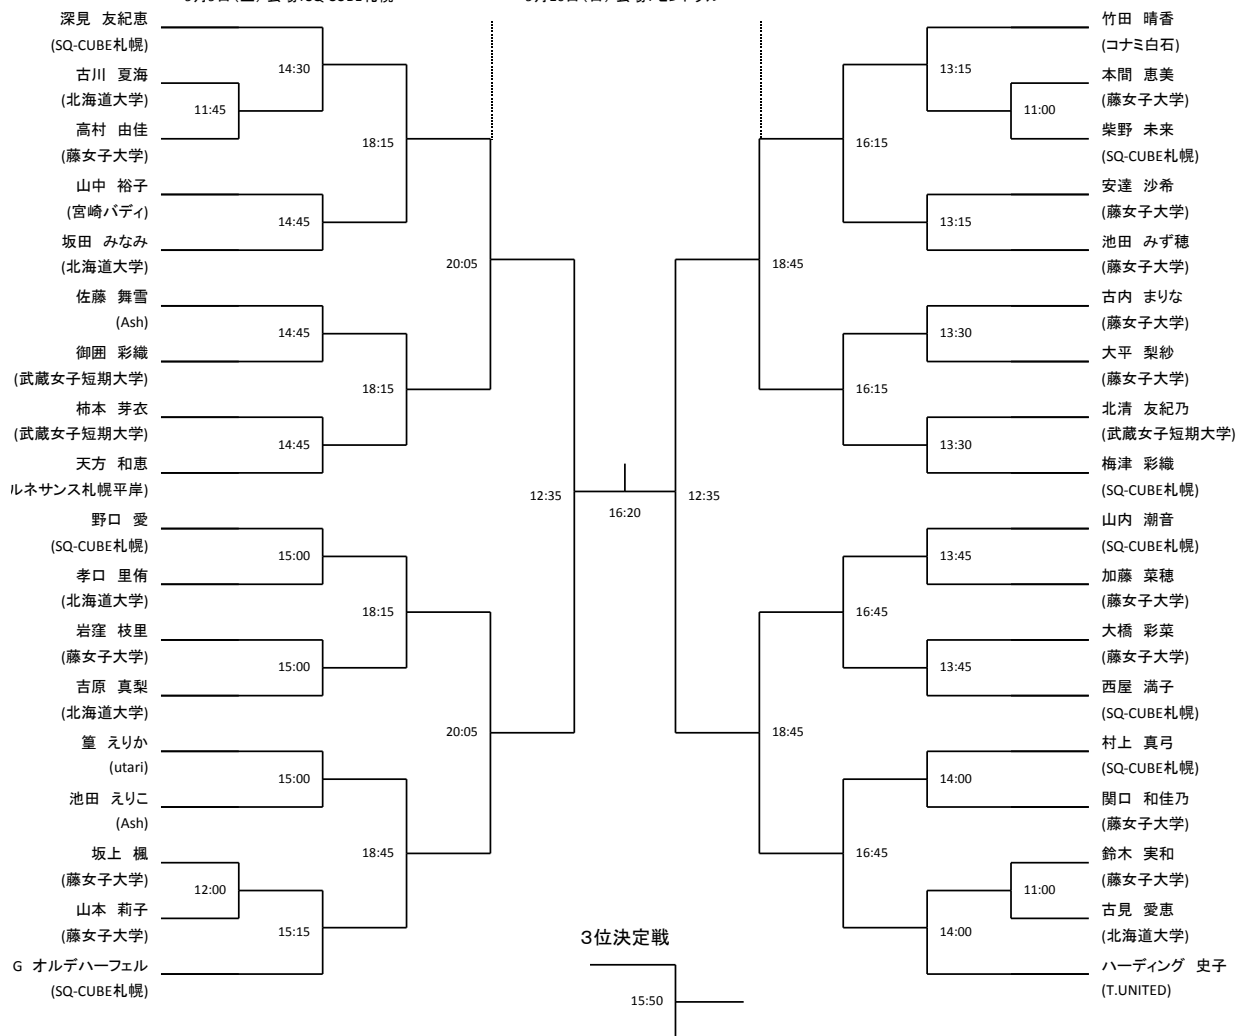 深見 友紀恵
(SQ-CUBE札幌)
14:30
古川 夏海
(北海道大学)
11:45
高村 由佳
(藤女子大学)
18:15
山中 裕子
(宮崎バディ)
14:45
坂田 みなみ
(北海道大学)
20:05
佐藤 舞雪
(Ash)
14:45
御囲 彩織
(武蔵女子短期大学)
18:15
柿本 芽衣
(武蔵女子短期大学)
14:45
天方 和恵
ルネサンス札幌平岸)
12:35
野口 愛
(SQ-CUBE札幌)
15:00
孝口 里侑
(北海道大学)
18:15
岩窪 枝里
(藤女子大学)
15:00
吉原 真梨
(北海道大学)
20:05
篁 えりか
(utari)
15:00
池田 えりこ
(Ash)
18:45
坂上 楓
(藤女子大学)
12:00
山本 莉子
(藤女子大学)
15:15
G オルデハーフェル
(SQ-CUBE札幌)
16:20
3位決定戦
15:50
竹田 晴香
(コナミ白石)
13:15
本間 恵美
(藤女子大学)
11:00
柴野 未来
(SQ-CUBE札幌)
16:15
安達 沙希
(藤女子大学)
13:15
池田 みず穂
(藤女子大学)
18:45
古内 まりな
(藤女子大学)
13:30
大平 梨紗
(藤女子大学)
16:15
北清 友紀乃
(武蔵女子短期大学)
13:30
梅津 彩織
(SQ-CUBE札幌)
12:35
山内 潮音
(SQ-CUBE札幌)
13:45
加藤 菜穂
(藤女子大学)
16:45
大橋 彩菜
(藤女子大学)
13:45
西屋 満子
(SQ-CUBE札幌)
18:45
村上 真弓
(SQ-CUBE札幌)
14:00
関口 和佳乃
(藤女子大学)
16:45
鈴木 実和
(藤女子大学)
11:00
古見 愛恵
(北海道大学)
14:00
ハーディング 史子
(T.UNITED)